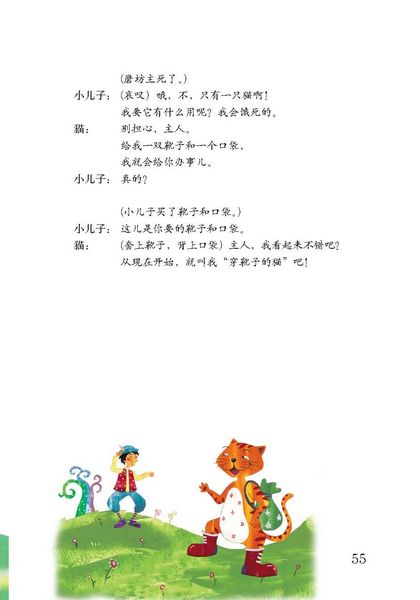 (磨坊主死了。)
小儿子：(哀叹) 哦，不，只有一只猫啊！
我要它有什么用呢？我会饿死的。
猫：别担心，主人。
给我一双靴子和一个口袋，
我就会给你办事儿。
小儿子：真的？
(小儿子买了靴子和口袋。)
小儿子：这儿是你要的靴子和口袋。
猫：(套上靴子，背上口袋) 主人，我看起来不错吧？
从现在开始，就叫我“穿靴子的猫”吧！
55